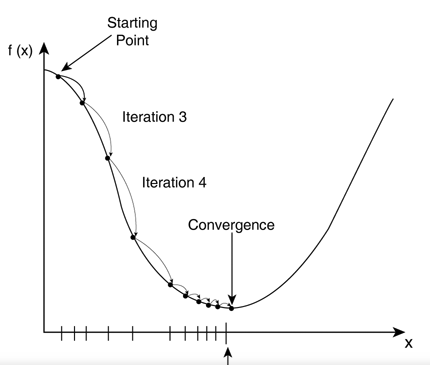 Starting
Point
f (x)
Iteration 3
Iteration 4
Convergence
x